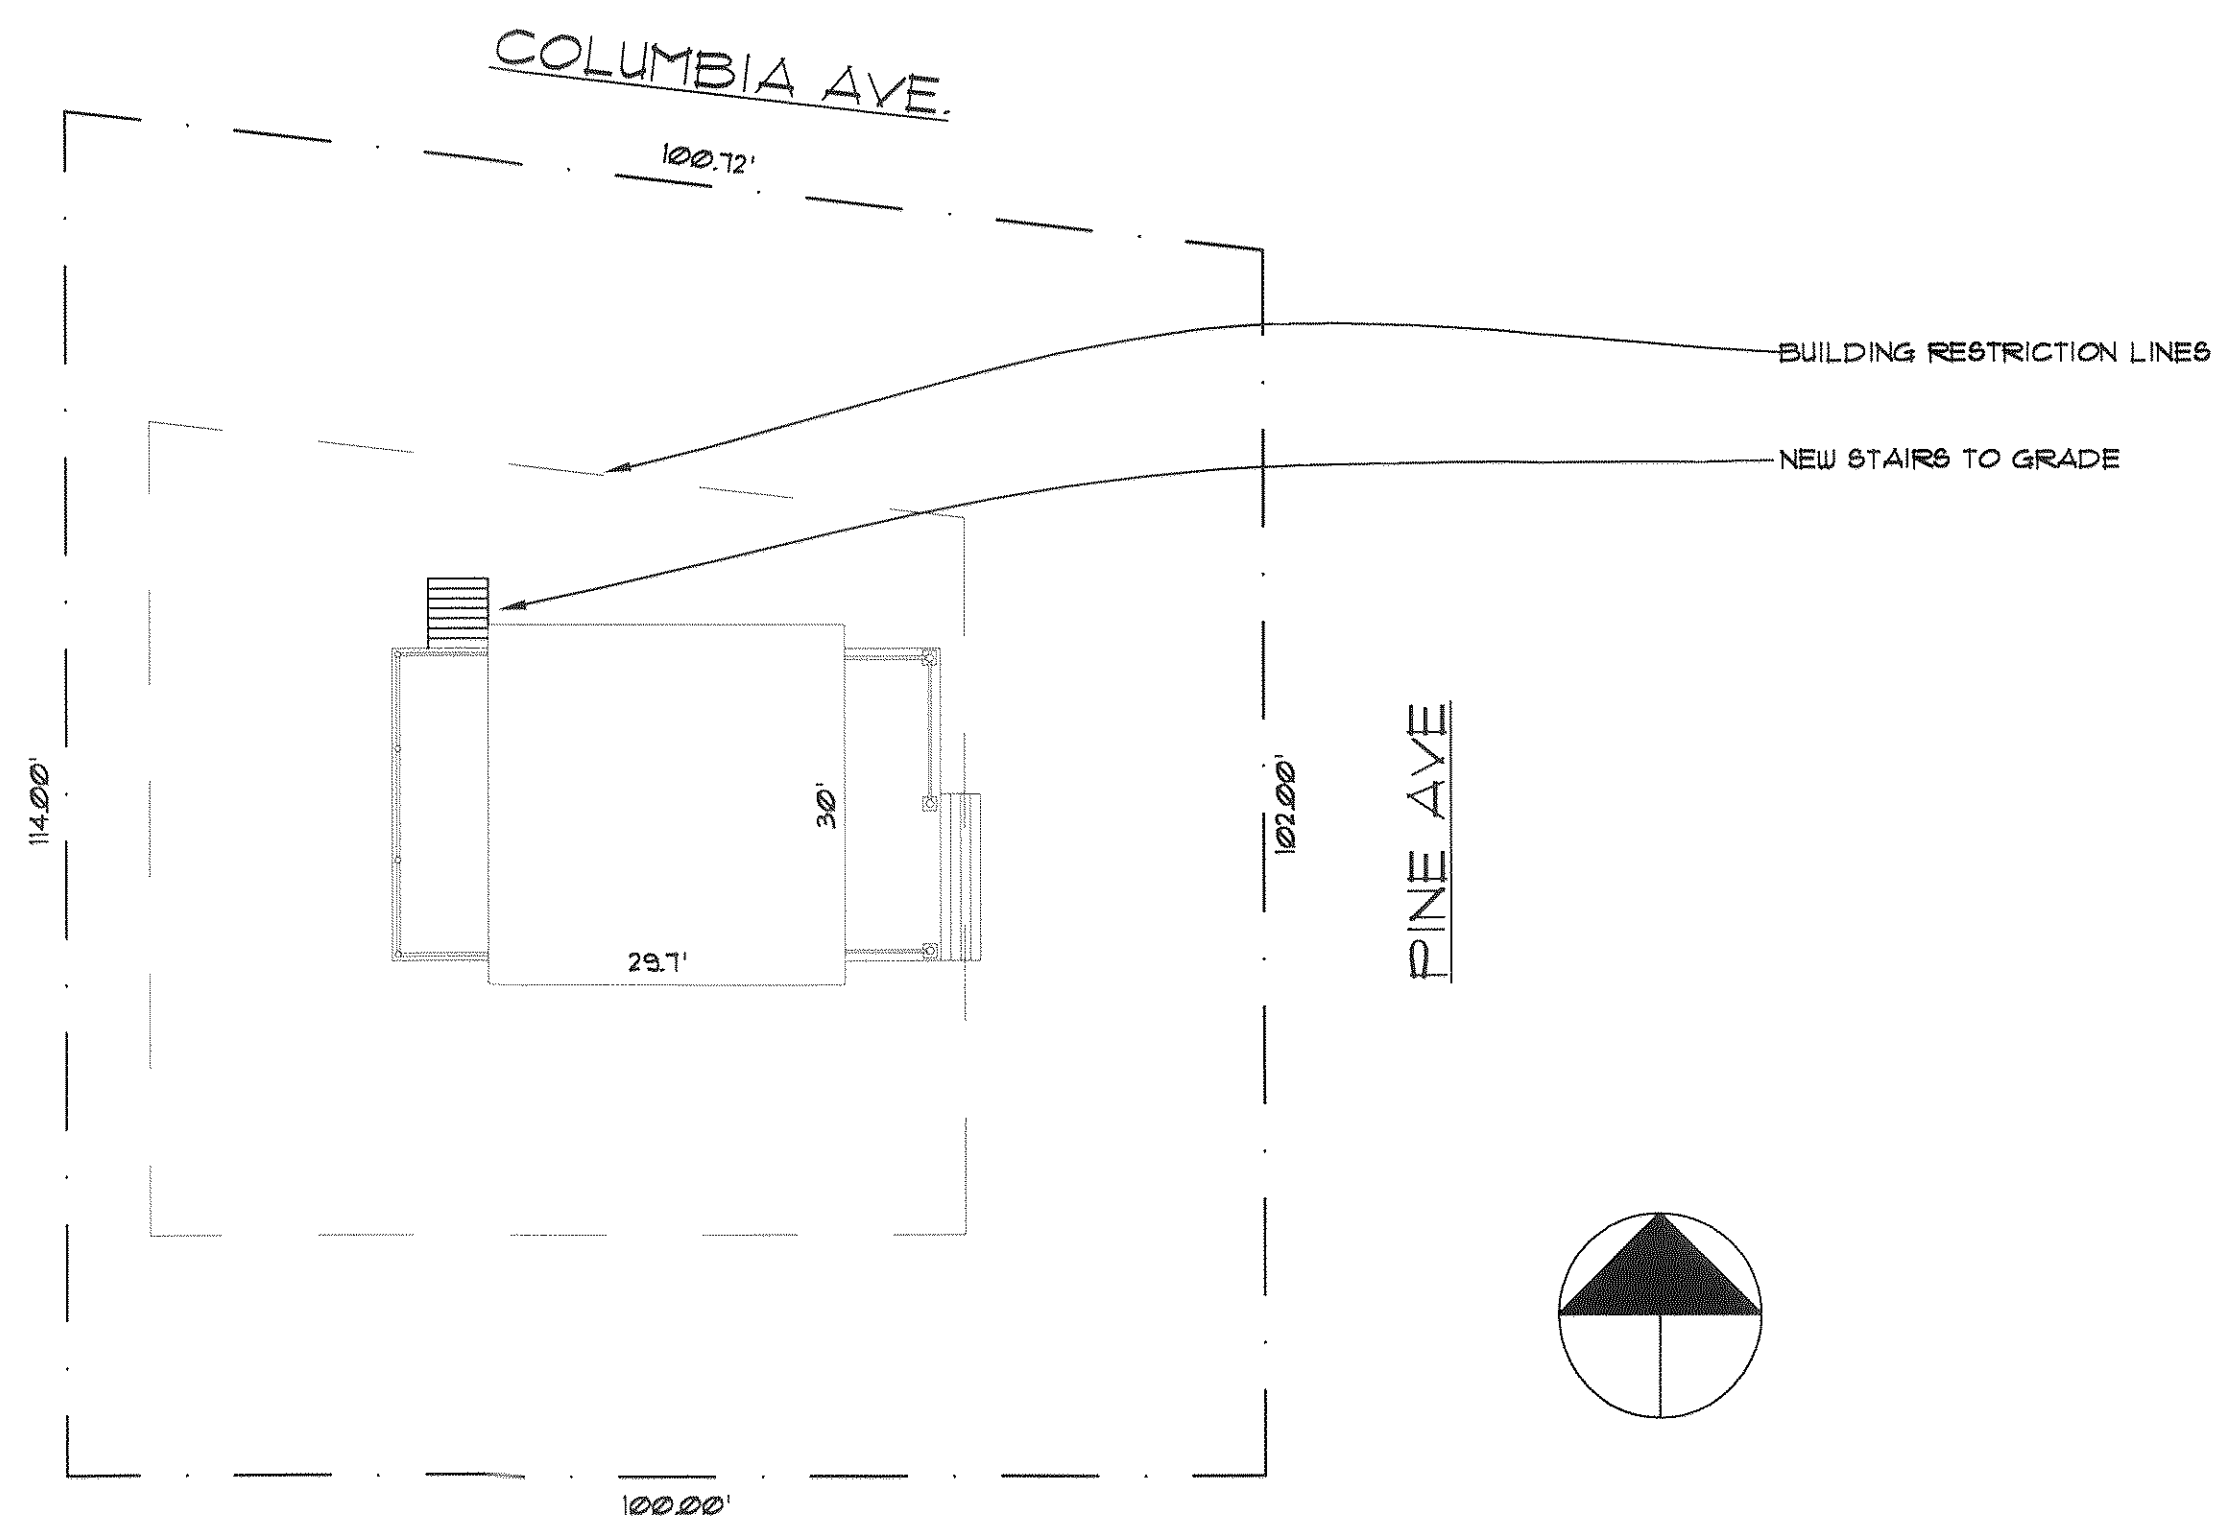 COLUMBIA AVE.
100.72'
BUILDING RESTRICTION LINES
NEW STAIRS TO GRADE
114.00'
30'
102.00'
PINE AVE
29.7'
100.00'